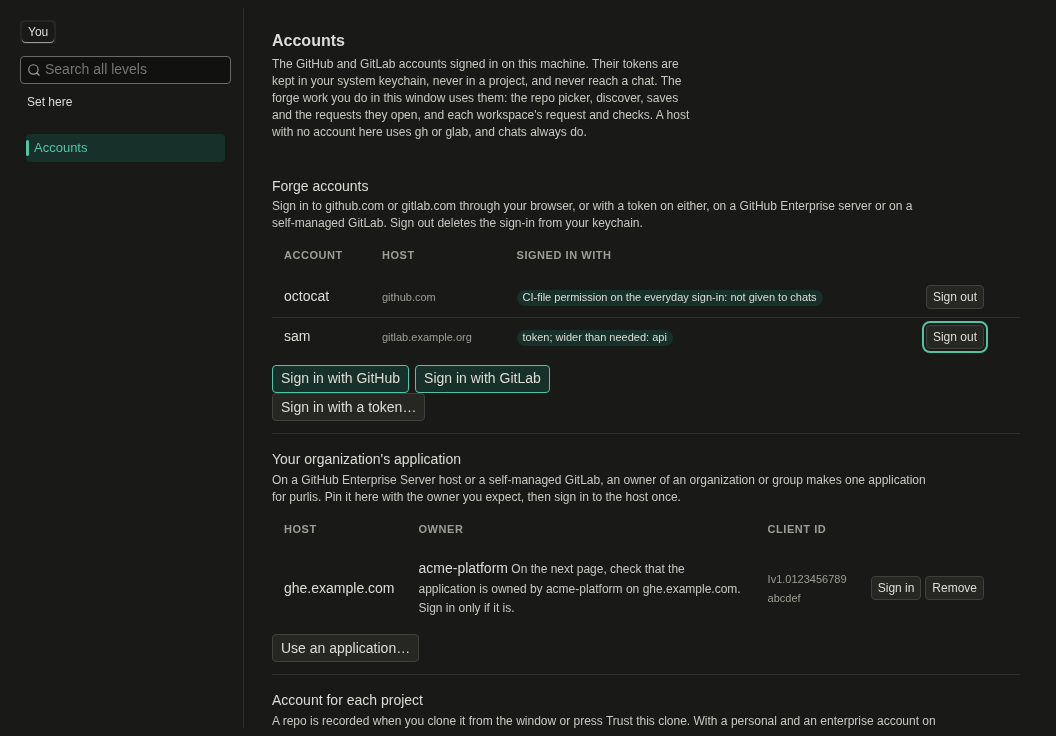 You
Search all levels
Set here
Accounts
Accounts
The GitHub and GitLab accounts signed in on this machine. Their tokens are
kept in your system keychain, never in a project, and never reach a chat. The
forge work you do in this window uses them: the repo picker, discover, saves
and the requests they open, and each workspace's request and checks. A host
with no account here uses gh or glab, and chats always do.
Forge accounts
Sign in to github.com or gitlab.com through your browser, or with a token on either, on a GitHub Enterprise server or on a
self-managed GitLab. Sign out deletes the sign-in from your keychain.
ACCOUNT HOST SIGNED IN WITH
octocat github.com CI-file permission on the everyday sign-in: not given to chats Sign out
sam gitlab.example.org token; wider than needed: api Sign out
Sign in with GitHub Sign in with GitLab
Sign in with a token…
Your organization's application
On a GitHub Enterprise Server host or a self-managed GitLab, an owner of an organization or group makes one application
for purlis. Pin it here with the owner you expect, then sign in to the host once.
HOST OWNER CLIENT ID
ghe.example.com
acme-platform On the next page, check that the
application is owned by acme-platform on ghe.example.com.
Sign in only if it is.
Iv1.0123456789
abcdef
Sign in Remove
Use an application…
Account for each project
A repo is recorded when you clone it from the window or press Trust this clone. With a personal and an enterprise account on